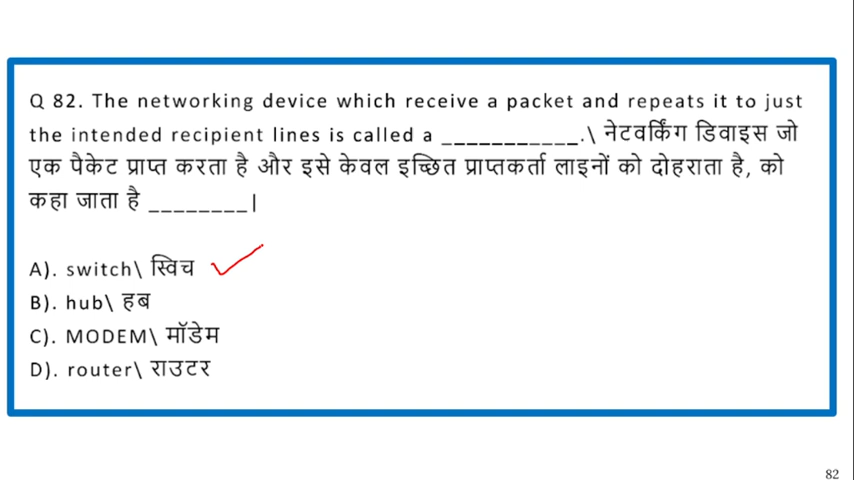 Q 82. The networking device which receive a packet and repeats it to just
the intended recipient lines is called a ___________.\ नेटवर्किंग डिवाइस जो
एक पैकेट प्राप्त करता है और इसे केवल इच्छित प्राप्तकर्ता लाइनों को दोहराता है, को
कहा जाता है ________|
A). switch\ स्विच
B). hub\ हब
C). MODEM\ मॉडेम
D). router\ राउटर
82